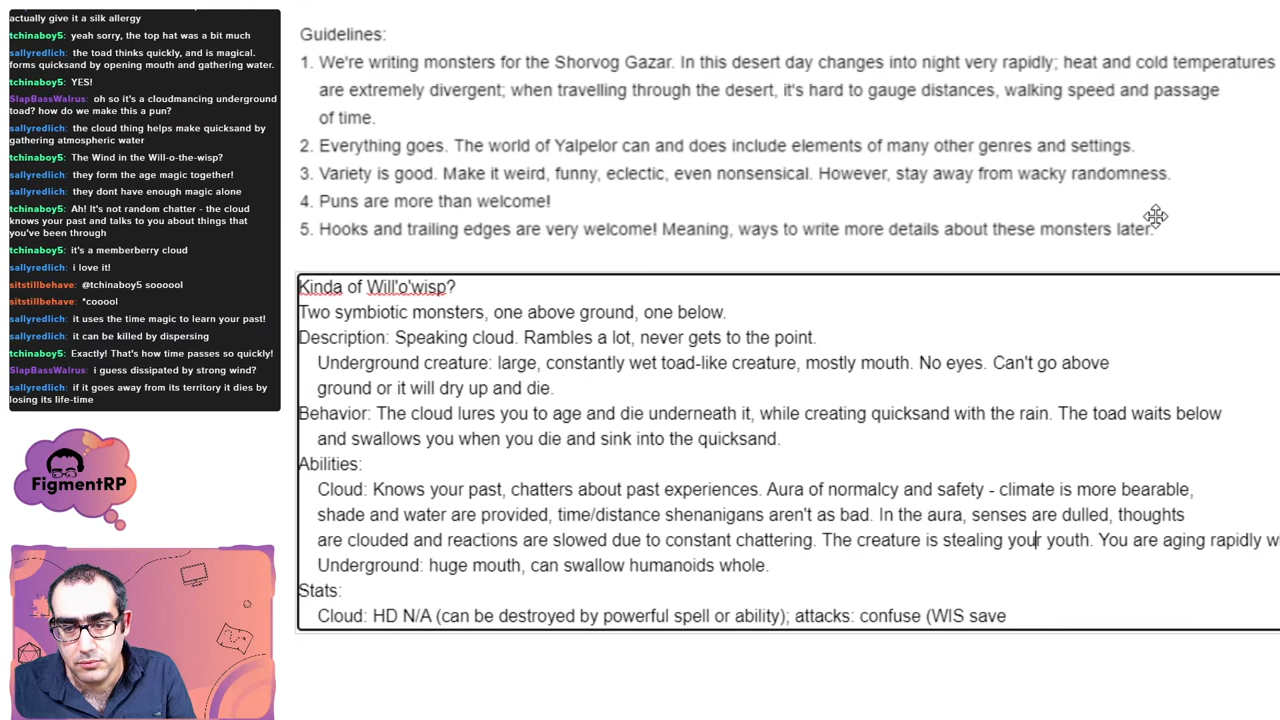 actually give it a silk allergy
tchinaboy5: yeah sorry, the top hat was a bit much
sallyredlich: the toad thinks quickly, and is magical.
forms quicksand by opening mouth and gathering water.
tchinaboy5: YES!
SlapBassWalrus: oh so it's a cloudmancing underground
toad? how do we make this a pun?
sallyredlich: the cloud thing helps make quicksand by
gathering atmospheric water
tchinaboy5: The Wind in the Will-o-the-wisp?
sallyredlich: they form the age magic together!
sallyredlich: they dont have enough magic alone
tchinaboy5: Ah! It's not random chatter - the cloud
knows your past and talks to you about things that
you've been through
tchinaboy5: it's a memberberry cloud
sallyredlich: i love it!
sitstillbehave: @tchinaboy5 soooool
sitstillbehave: *cooool
sallyredlich: it uses the time magic to learn your past!
sallyredlich: it can be killed by dispersing
tchinaboy5: Exactly! That's how time passes so quickly!
SlapBassWalrus: i guess dissipated by strong wind?
sallyredlich: if it goes away from its territory it dies by
losing its life-time
FigmentRP
Guidelines:
1. We're writing monsters for the Shorvog Gazar. In this desert day changes into night very rapidly; heat and cold temperatures
are extremely divergent; when travelling through the desert, it's hard to gauge distances, walking speed and passage
of time.
2. Everything goes. The world of Yalpelor can and does include elements of many other genres and settings.
3. Variety is good. Make it weird, funny, eclectic, even nonsensical. However, stay away from wacky randomness.
4. Puns are more than welcome!
5. Hooks and trailing edges are very welcome! Meaning, ways to write more details about these monsters later.
Kinda of Will'o'wisp?
Two symbiotic monsters, one above ground, one below.
Description: Speaking cloud. Rambles a lot, never gets to the point.
Underground creature: large, constantly wet toad-like creature, mostly mouth. No eyes. Can't go above
ground or it will dry up and die.
Behavior: The cloud lures you to age and die underneath it, while creating quicksand with the rain. The toad waits below
and swallows you when you die and sink into the quicksand.
Abilities:
Cloud: Knows your past, chatters about past experiences. Aura of normalcy and safety - climate is more bearable,
shade and water are provided, time/distance shenanigans aren't as bad. In the aura, senses are dulled, thoughts
are clouded and reactions are slowed due to constant chattering. The creature is stealing your youth. You are aging rapidly w
Underground: huge mouth, can swallow humanoids whole.
Stats:
Cloud: HD N/A (can be destroyed by powerful spell or ability); attacks: confuse (WIS save